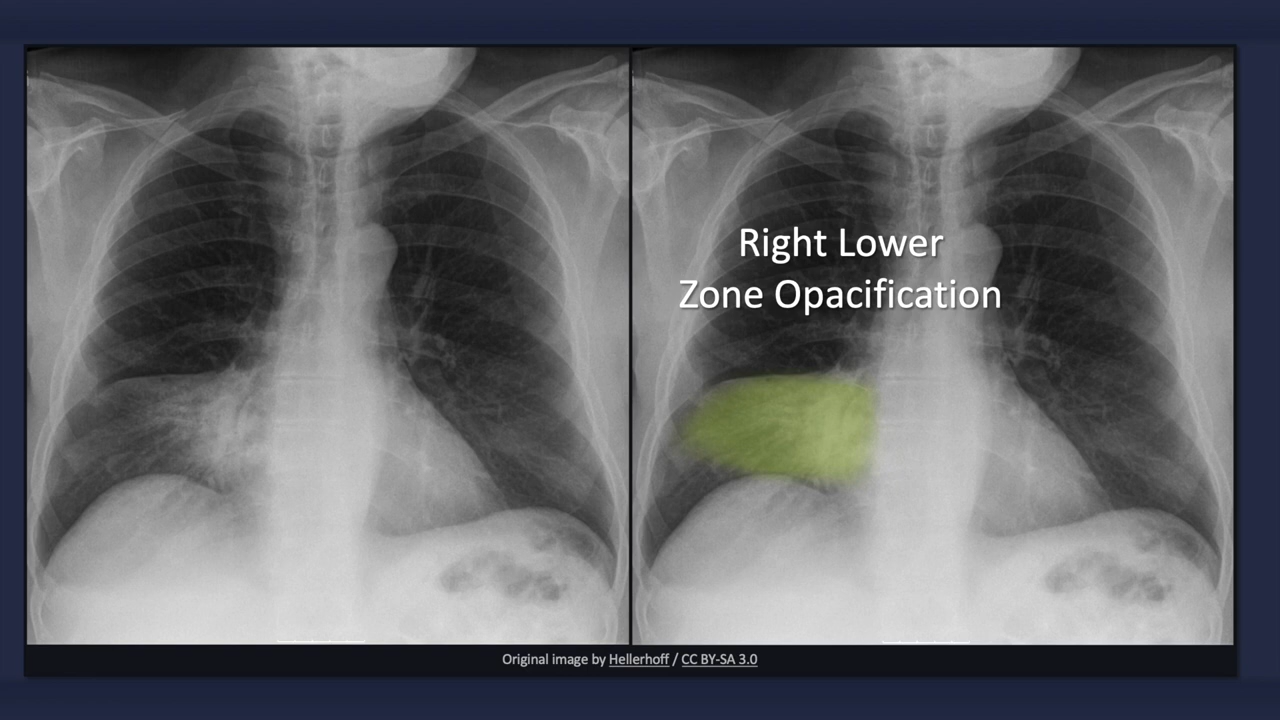 Right Lower
Zone Opacification
Original image by Hellerhoff / CC BY-SA 3.0